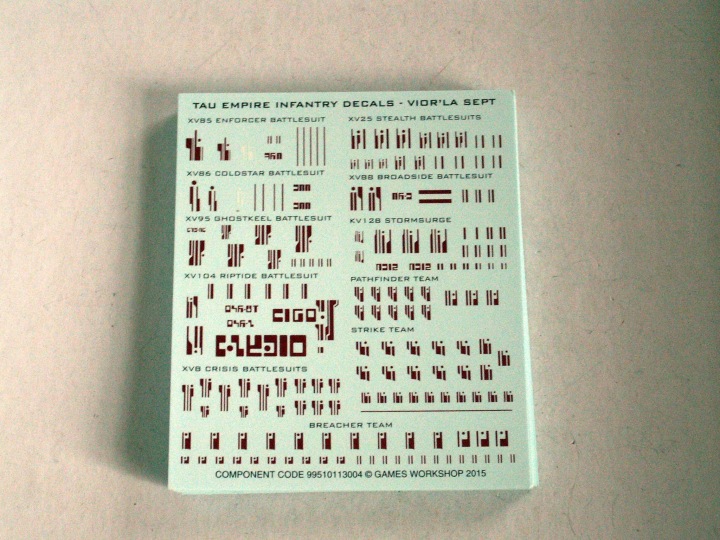 TAU EMPIRE INFANTRY DECALS - VIOR'LA SEPT
XV85 ENFORCER BATTLESUIT
XV86 COLDSTAR BATTLESUIT
XV95 GHOSTKEEL BATTLESUIT
XV104 RIPTIDE BATTLESUIT
XV8 CRISIS BATTLESUITS
XV25 STEALTH BATTLESUITS
XV88 BROADSIDE BATTLESUIT
KV128 STORMSURGE
PATHFINDER TEAM
STRIKE TEAM
BREACHER TEAM
COMPONENT CODE 99510113004 © GAMES WORKSHOP 2015